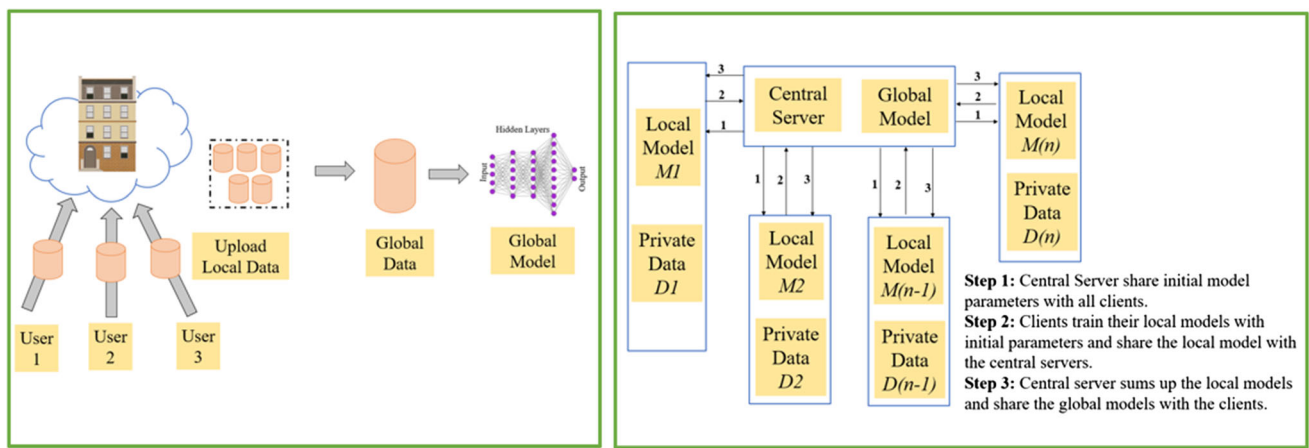 Hidden Layers
Input
Output
Upload
Local Data
Global
Data
Global
Model
User
1
User
2
User
3
3
2
1
Central
Server
Global
Model
3
2
1
Local
Model
M1
Private
Data
D1
1
2
3
1
2
3
Local
Model
M(n)
Private
Data
D(n)
Local
Model
M2
Private
Data
D2
Local
Model
M(n-1)
Private
Data
D(n-1)
Step 1: Central Server share initial model
parameters with all clients.
Step 2: Clients train their local models with
initial parameters and share the local model with
the central servers.
Step 3: Central server sums up the local models
and share the global models with the clients.